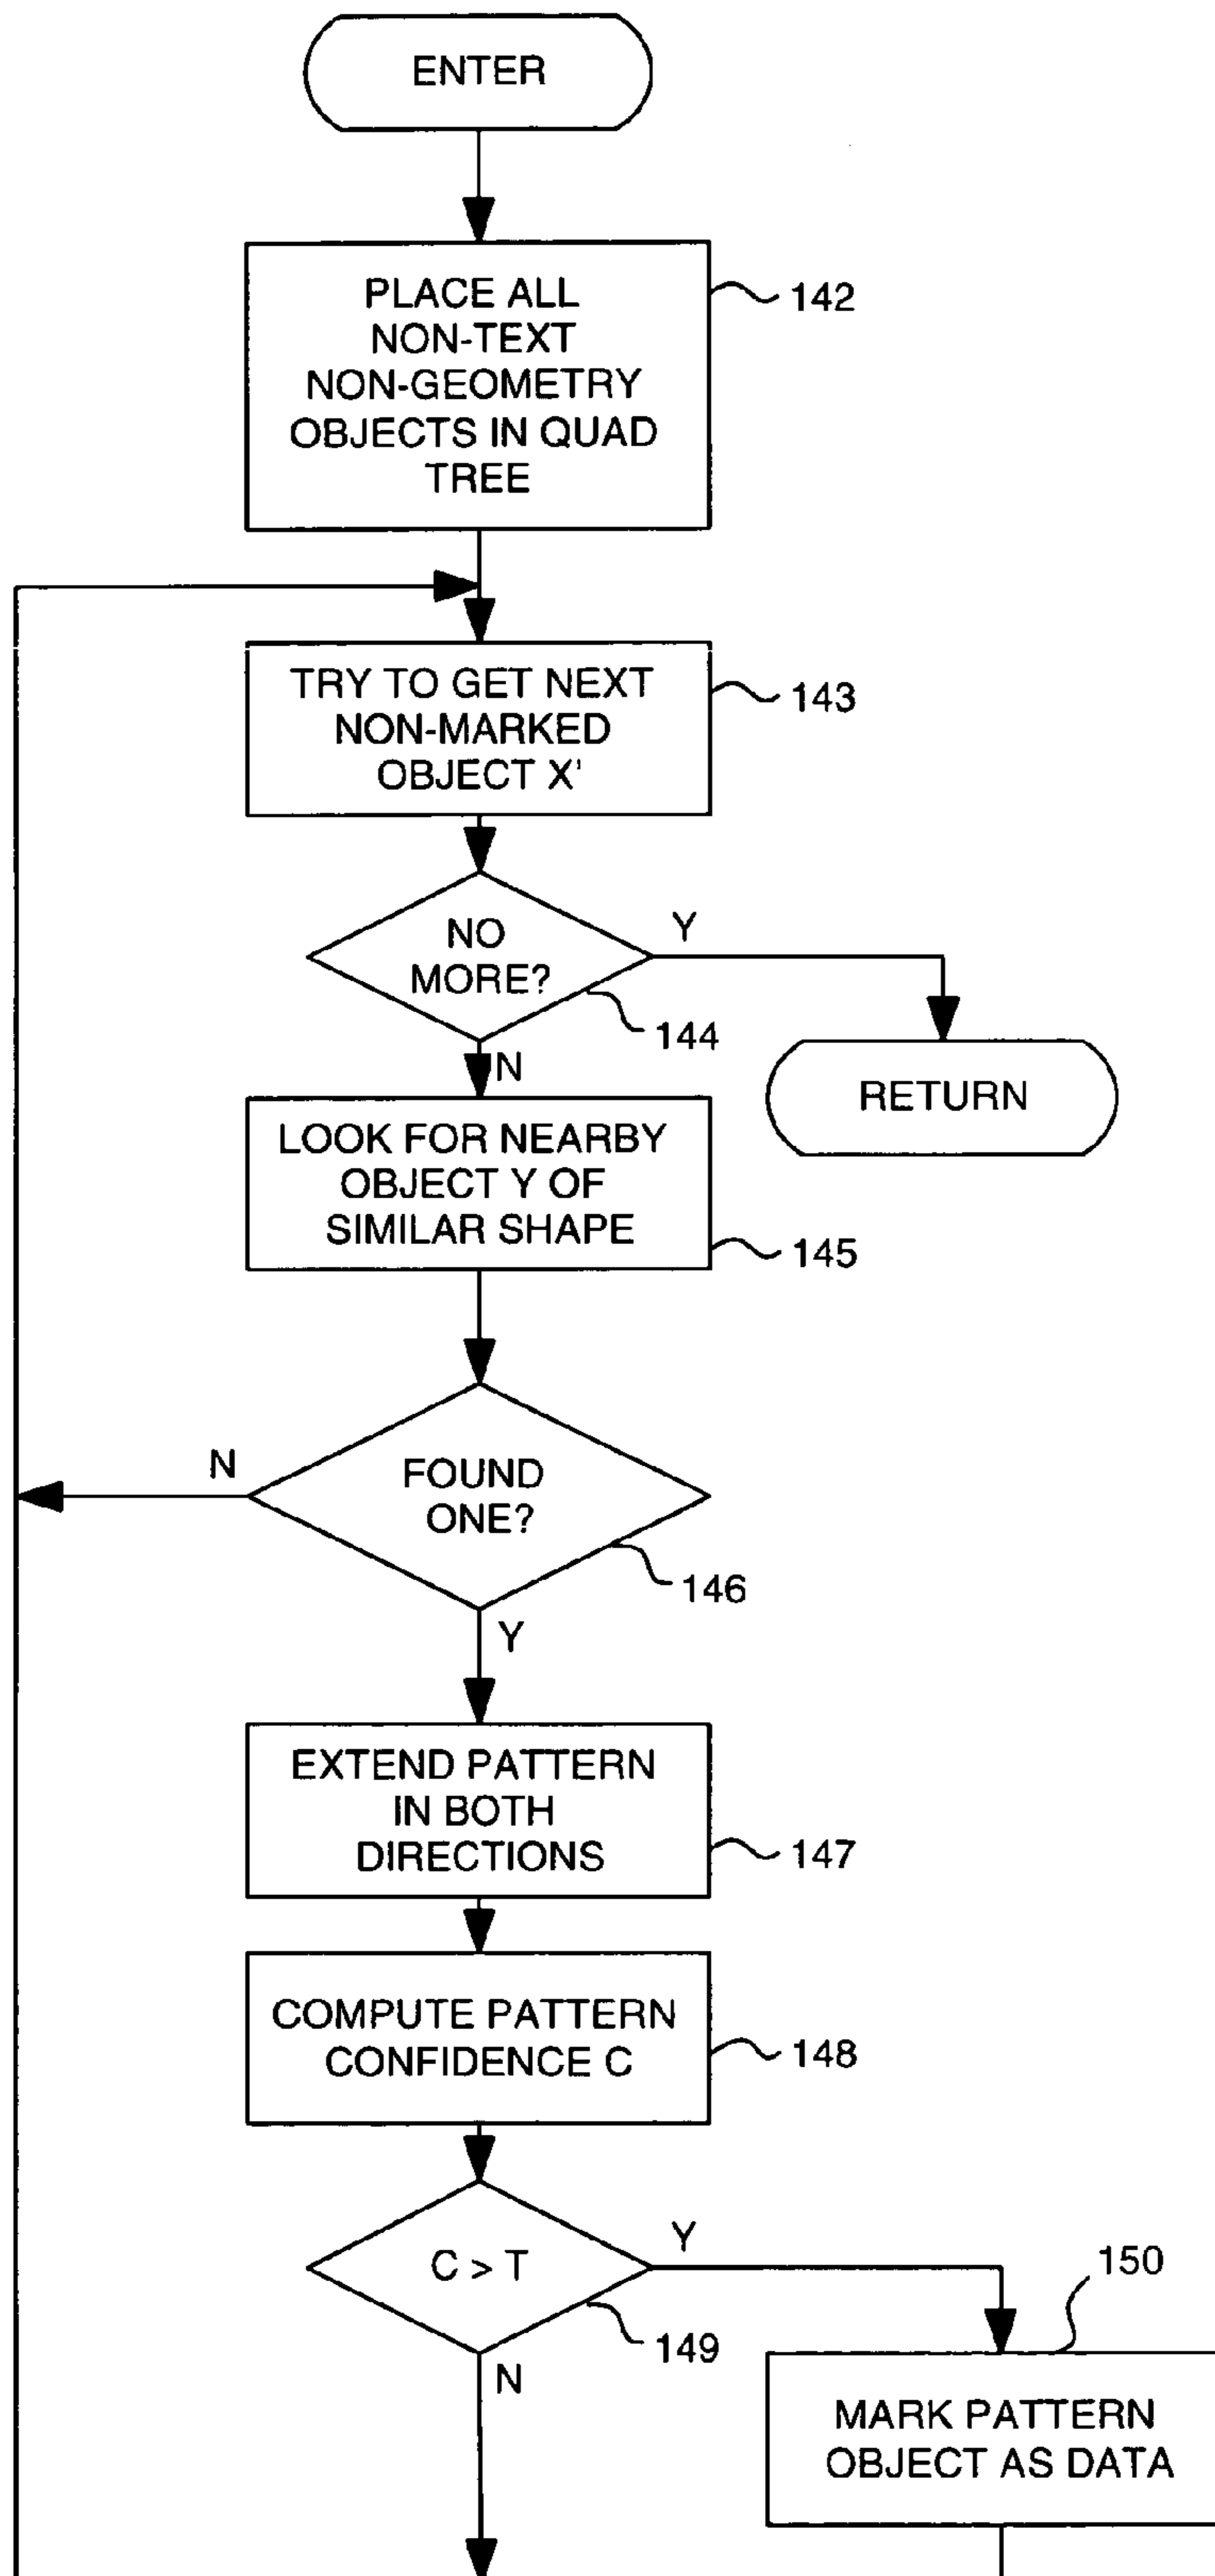 ENTER
PLACE ALL
NON-TEXT
NON-GEOMETRY
OBJECTS IN QUAD
TREE
142
TRY TO GET NEXT
NON-MARKED
OBJECT X'
143
NO
MORE?
Y
144
N
RETURN
LOOK FOR NEARBY
OBJECT Y OF
SIMILAR SHAPE
145
N
FOUND
ONE?
146
Y
EXTEND PATTERN
IN BOTH
DIRECTIONS
147
COMPUTE PATTERN
CONFIDENCE C
148
C > T
Y
149
N
150
MARK PATTERN
OBJECT AS DATA